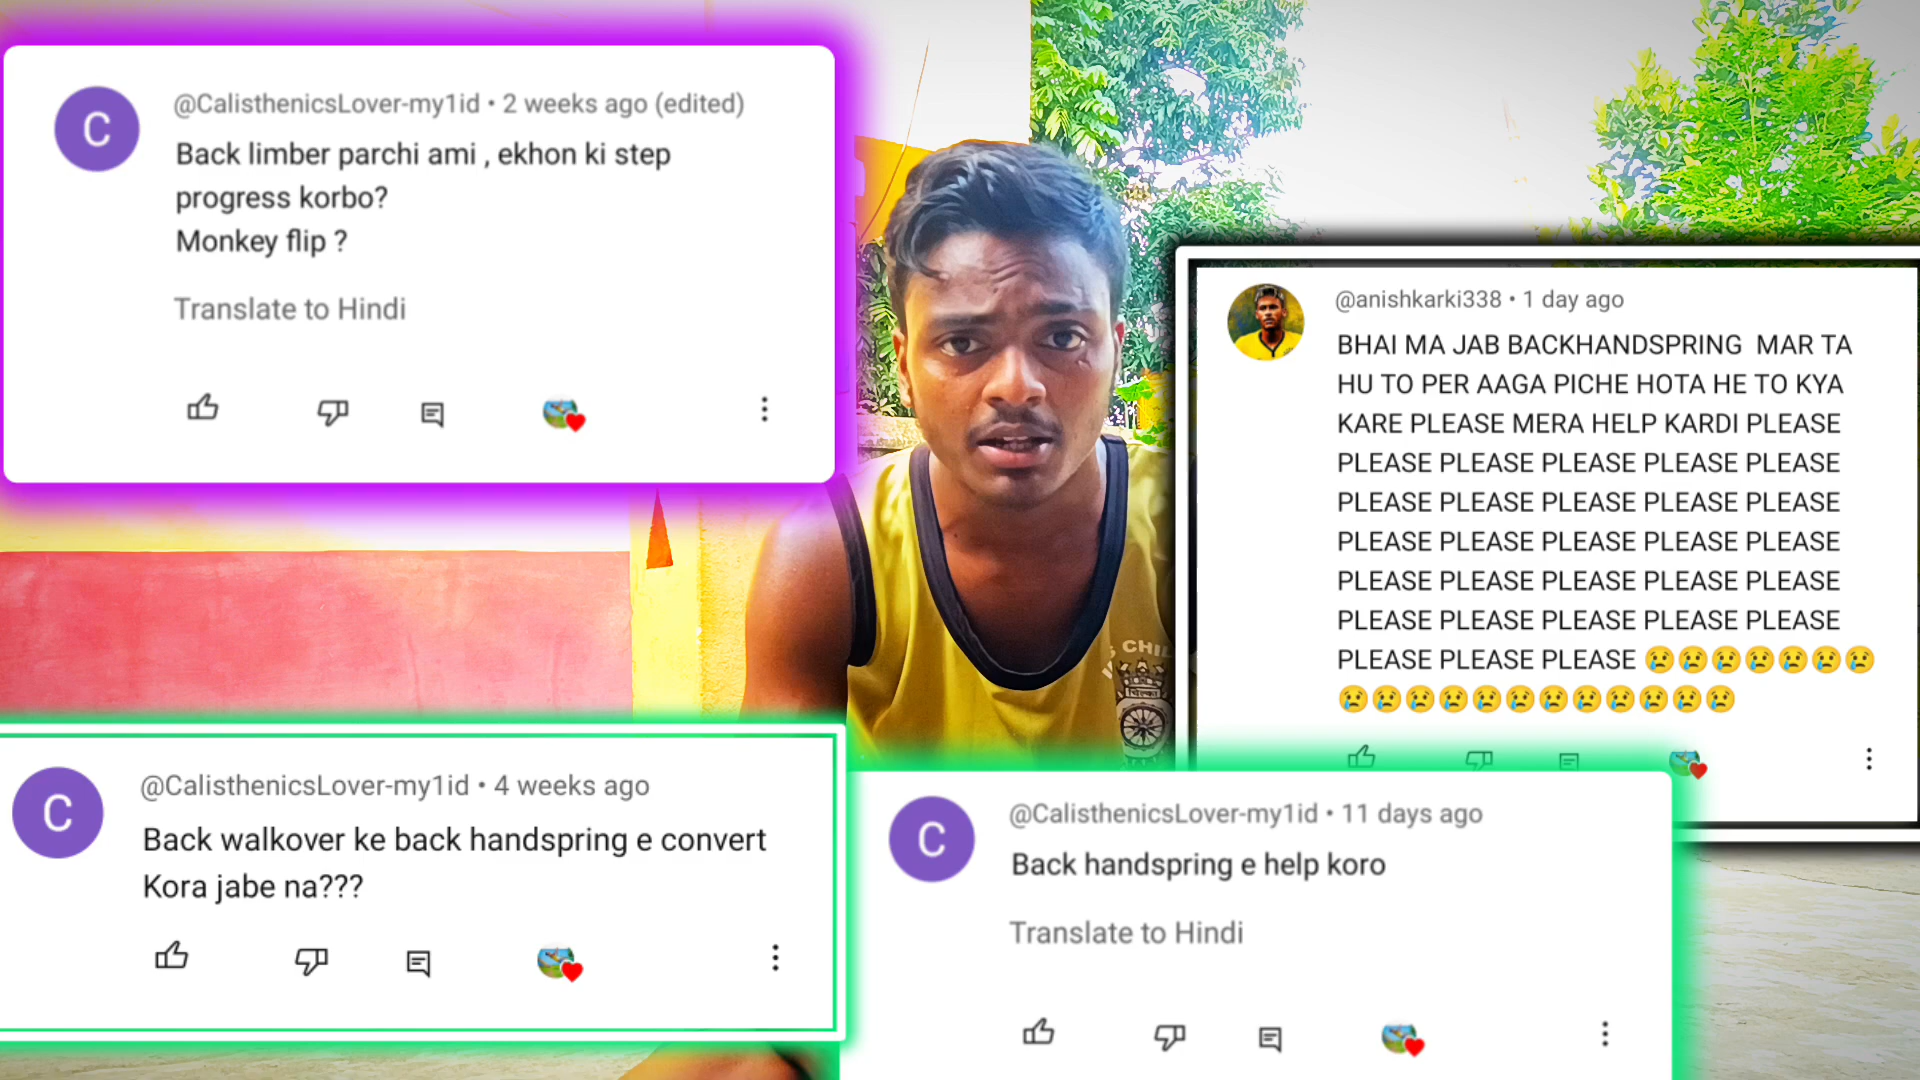 C
@CalisthenicsLover-my1id • 2 weeks ago (edited)
Back limber parchi ami , ekhon ki step
progress korbo?
Monkey flip ?
Translate to Hindi
@anishkarki338 • 1 day ago
BHAI MA JAB BACKHANDSPRING MAR TA
HU TO PER AAGA PICHE HOTA HE TO KYA
KARE PLEASE MERA HELP KARDI PLEASE
PLEASE PLEASE PLEASE PLEASE PLEASE
PLEASE PLEASE PLEASE PLEASE PLEASE
PLEASE PLEASE PLEASE PLEASE PLEASE
PLEASE PLEASE PLEASE PLEASE PLEASE
PLEASE PLEASE PLEASE PLEASE PLEASE
PLEASE PLEASE PLEASE 😢😢😢😢😢😢😢
😢😢😢😢😢😢😢😢😢😢😢😢
C
@CalisthenicsLover-my1id • 4 weeks ago
Back walkover ke back handspring e convert
Kora jabe na???
C
@CalisthenicsLover-my1id • 11 days ago
Back handspring e help koro
Translate to Hindi